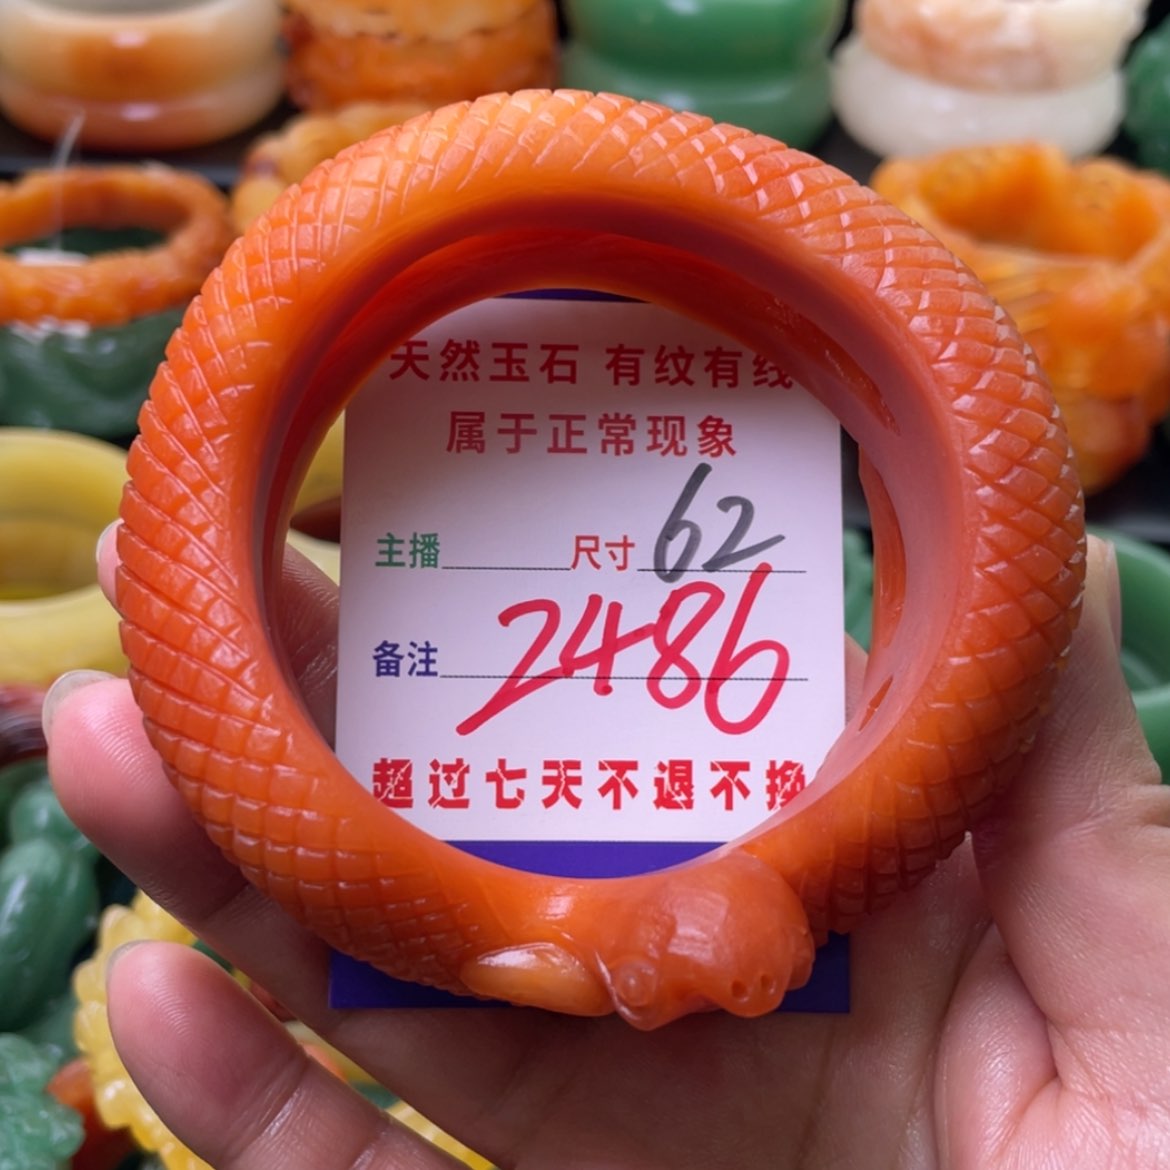 天然玉石 有纹有线
属于正常现象
主播 尺寸 62
备注 2486
超过七天不退不换